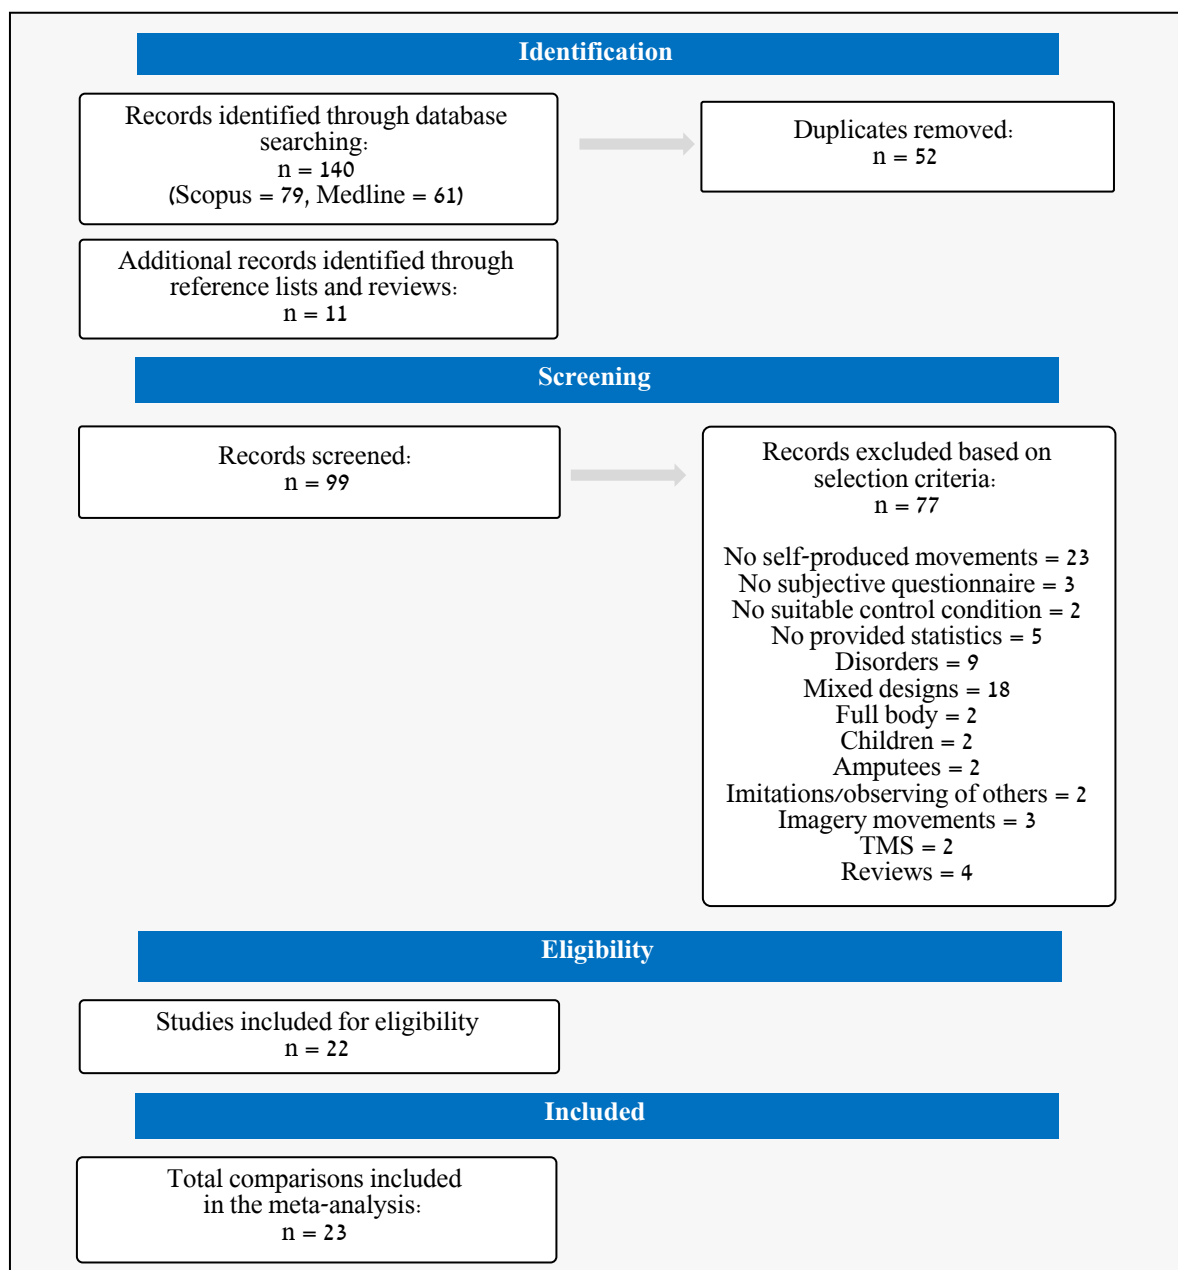 Identification
Records identified through database
searching:
n = 140
(Scopus = 79, Medline = 61)
Duplicates removed:
n = 52
Additional records identified through
reference lists and reviews:
n = 11
Screening
Records screened:
n = 99
Records excluded based on
selection criteria:
n = 77
No self-produced movements = 23
No subjective questionnaire = 3
No suitable control condition = 2
No provided statistics = 5
Disorders = 9
Mixed designs = 18
Full body = 2
Children = 2
Amputees = 2
Imitations/observing of others = 2
Imagery movements = 3
TMS = 2
Reviews = 4
Eligibility
Studies included for eligibility
n = 22
Included
Total comparisons included
in the meta-analysis:
n = 23